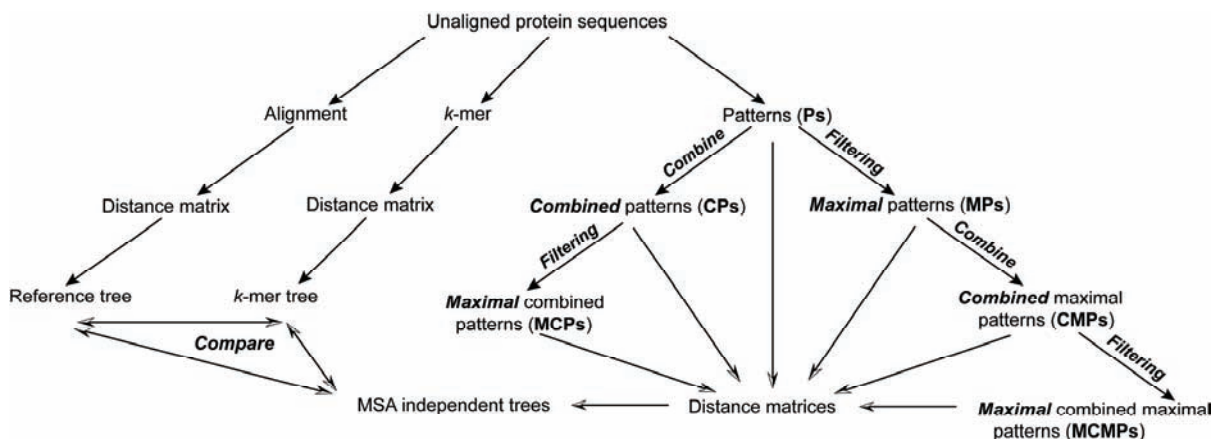 Unaligned protein sequences
Alignment
k-mer
Patterns (Ps)
Combine
Filtering
Distance matrix
Distance matrix
Combined patterns (CPs)
Maximal patterns (MPs)
Filtering
Combine
Reference tree
k-mer tree
Maximal combined
patterns (MCPs)
Combined maximal
patterns (CMPs)
Compare
Filtering
MSA independent trees
Distance matrices
Maximal combined maximal
patterns (MCMPs)